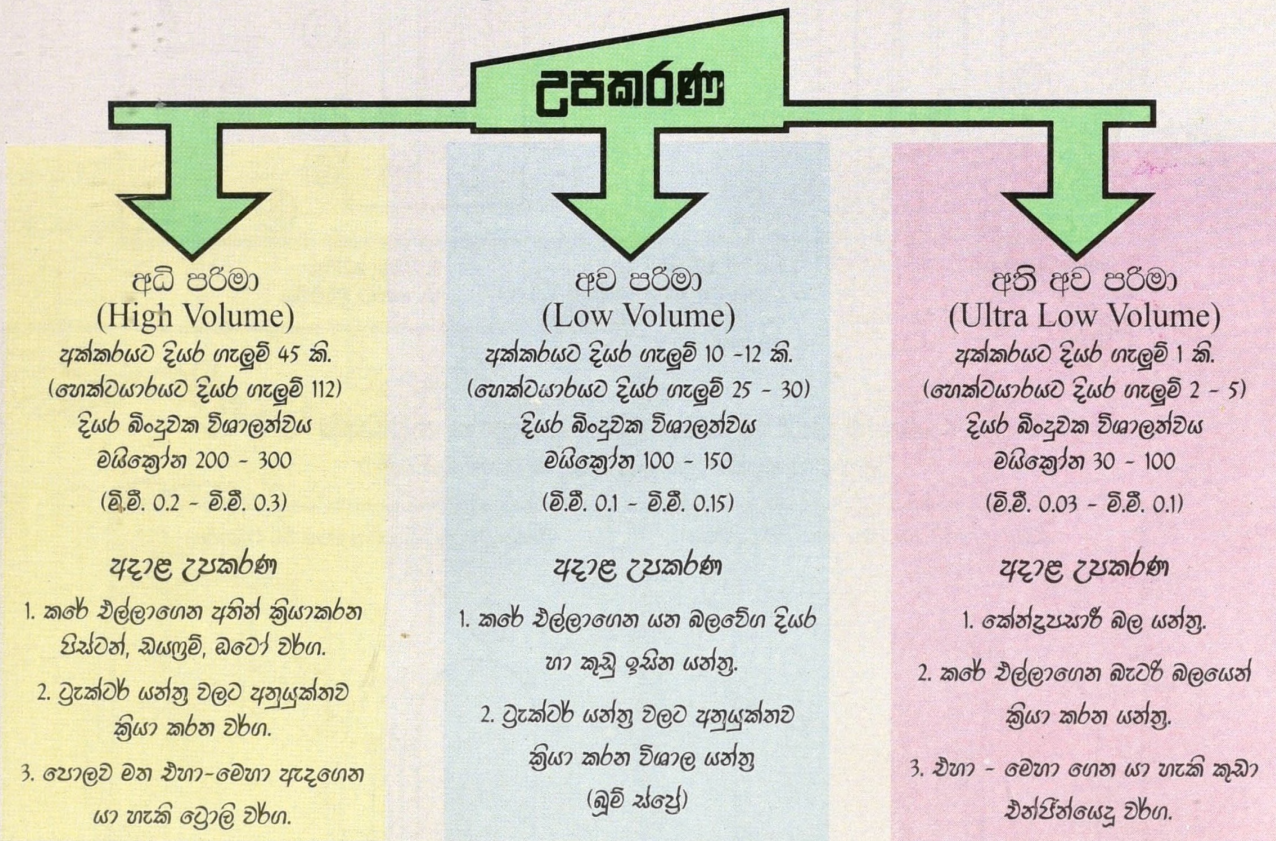 උපකරණ
අධි පරිමා
(High Volume)
අක්කරයට දියර ගැලුම් 45 කි.
(හෙක්ටයාරයට දියර ගැලුම් 112)
දියර බිංදුවක විශාලත්වය
මයික්‍රෝන 200 - 300
(මි.මී. 0.2 - මි.මී. 0.3)
අදාළ උපකරණ
1. කරේ එල්ලාගෙන අතින් ක්‍රියාකරන
පිස්ටන්, ඩයග්‍රම්, ඔටෝ වර්ග.
2. ට්‍රැක්ටර් යන්ත්‍ර වලට අනුයුක්තව
ක්‍රියා කරන වර්ග.
3. පොලව මත එහා-මෙහා ඇදගෙන
යා හැකි ට්‍රොලි වර්ග.
අව පරිමා
(Low Volume)
අක්කරයට දියර ගැලුම් 10 -12 කි.
(හෙක්ටයාරයට දියර ගැලුම් 25 - 30)
දියර බිංදුවක විශාලත්වය
මයික්‍රෝන 100 - 150
(මි.මී. 0.1 - මි.මී. 0.15)
අදාළ උපකරණ
1. කරේ එල්ලාගෙන යන බලවේග දියර
හා කුඩු ඉසින යන්ත්‍ර.
2. ට්‍රැක්ටර් යන්ත්‍ර වලට අනුයුක්තව
ක්‍රියා කරන විශාල යන්ත්‍ර
(බූම් ස්ප්‍රේ)
අති අව පරිමා
(Ultra Low Volume)
අක්කරයට දියර ගැලුම් 1 කි.
(හෙක්ටයාරයට දියර ගැලුම් 2 - 5)
දියර බිංදුවක විශාලත්වය
මයික්‍රෝන 30 - 100
(මි.මී. 0.03 - මි.මී. 0.1)
අදාළ උපකරණ
1. කේන්ද්‍රපසාරී බල යන්ත්‍ර.
2. කරේ එල්ලාගෙන බැටරි බලයෙන්
ක්‍රියා කරන යන්ත්‍ර.
3. එහා - මෙහා ගෙන යා හැකි කුඩා
එන්ජින්යෙදූ වර්ග.